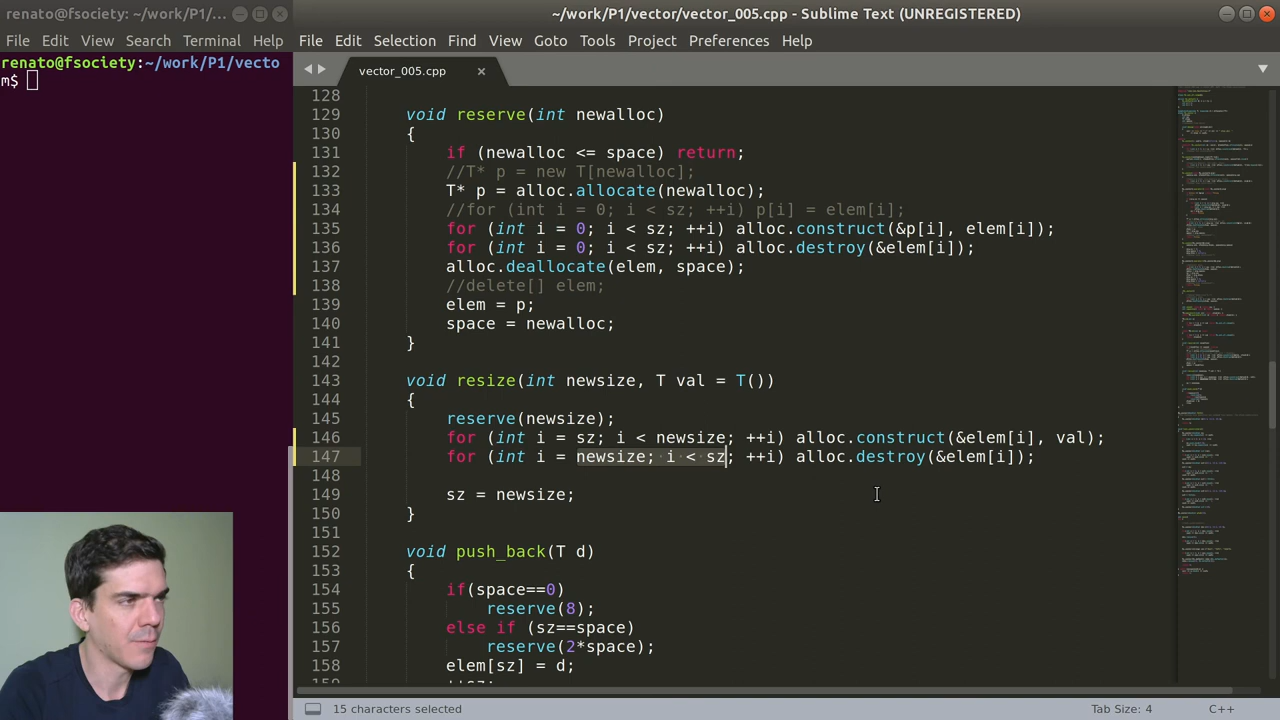 renato@fsociety: ~/work/P1/...
File Edit View Search Terminal Help
renato@fsociety:~/work/P1/vecto
m$
~/work/P1/vector/vector_005.cpp - Sublime Text (UNREGISTERED)
File Edit Selection Find View Goto Tools Project Preferences Help
vector_005.cpp
128
129 void reserve(int newalloc)
130 {
131 if (newalloc <= space) return;
132 //T* p = new T[newalloc];
133 T* p = alloc.allocate(newalloc);
134 //for (int i = 0; i < sz; ++i) p[i] = elem[i];
135 for (int i = 0; i < sz; ++i) alloc.construct(&p[i], elem[i]);
136 for (int i = 0; i < sz; ++i) alloc.destroy(&elem[i]);
137 alloc.deallocate(elem, space);
138 //delete[] elem;
139 elem = p;
140 space = newalloc;
141 }
142
143 void resize(int newsize, T val = T())
144 {
145 reserve(newsize);
146 for (int i = sz; i < newsize; ++i) alloc.construct(&elem[i], val);
147 for (int i = newsize; i < sz; ++i) alloc.destroy(&elem[i]);
148
149 sz = newsize;
150 }
151
152 void push_back(T d)
153 {
154 if(space==0)
155 reserve(8);
156 else if (sz==space)
157 reserve(2*space);
158 elem[sz] = d;
15 characters selected
Tab Size: 4
C++